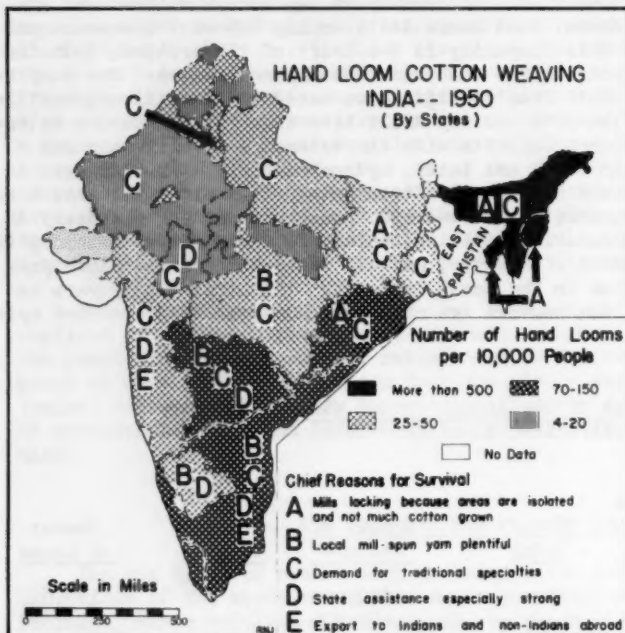 HAND LOOM COTTON WEAVING
INDIA-- 1950
(By States)
C
C
C
A
C
A C
EAST
PAKISTAN
C
A
D
C
B
C
A
C
C
D
E
B
C
D
B
C
D
E
B
D
Number of Hand Looms
per 10,000 People
More than 500
70-150
25-50
4-20
No Data
Chief Reasons for Survival
A Mills lacking because areas are isolated
and not much cotton grown
B Local mill-spun yarn plentiful
C Demand for traditional specialties
D State assistance especially strong
E Export to Indians and non-Indians abroad
Scale in Miles
0 250 500